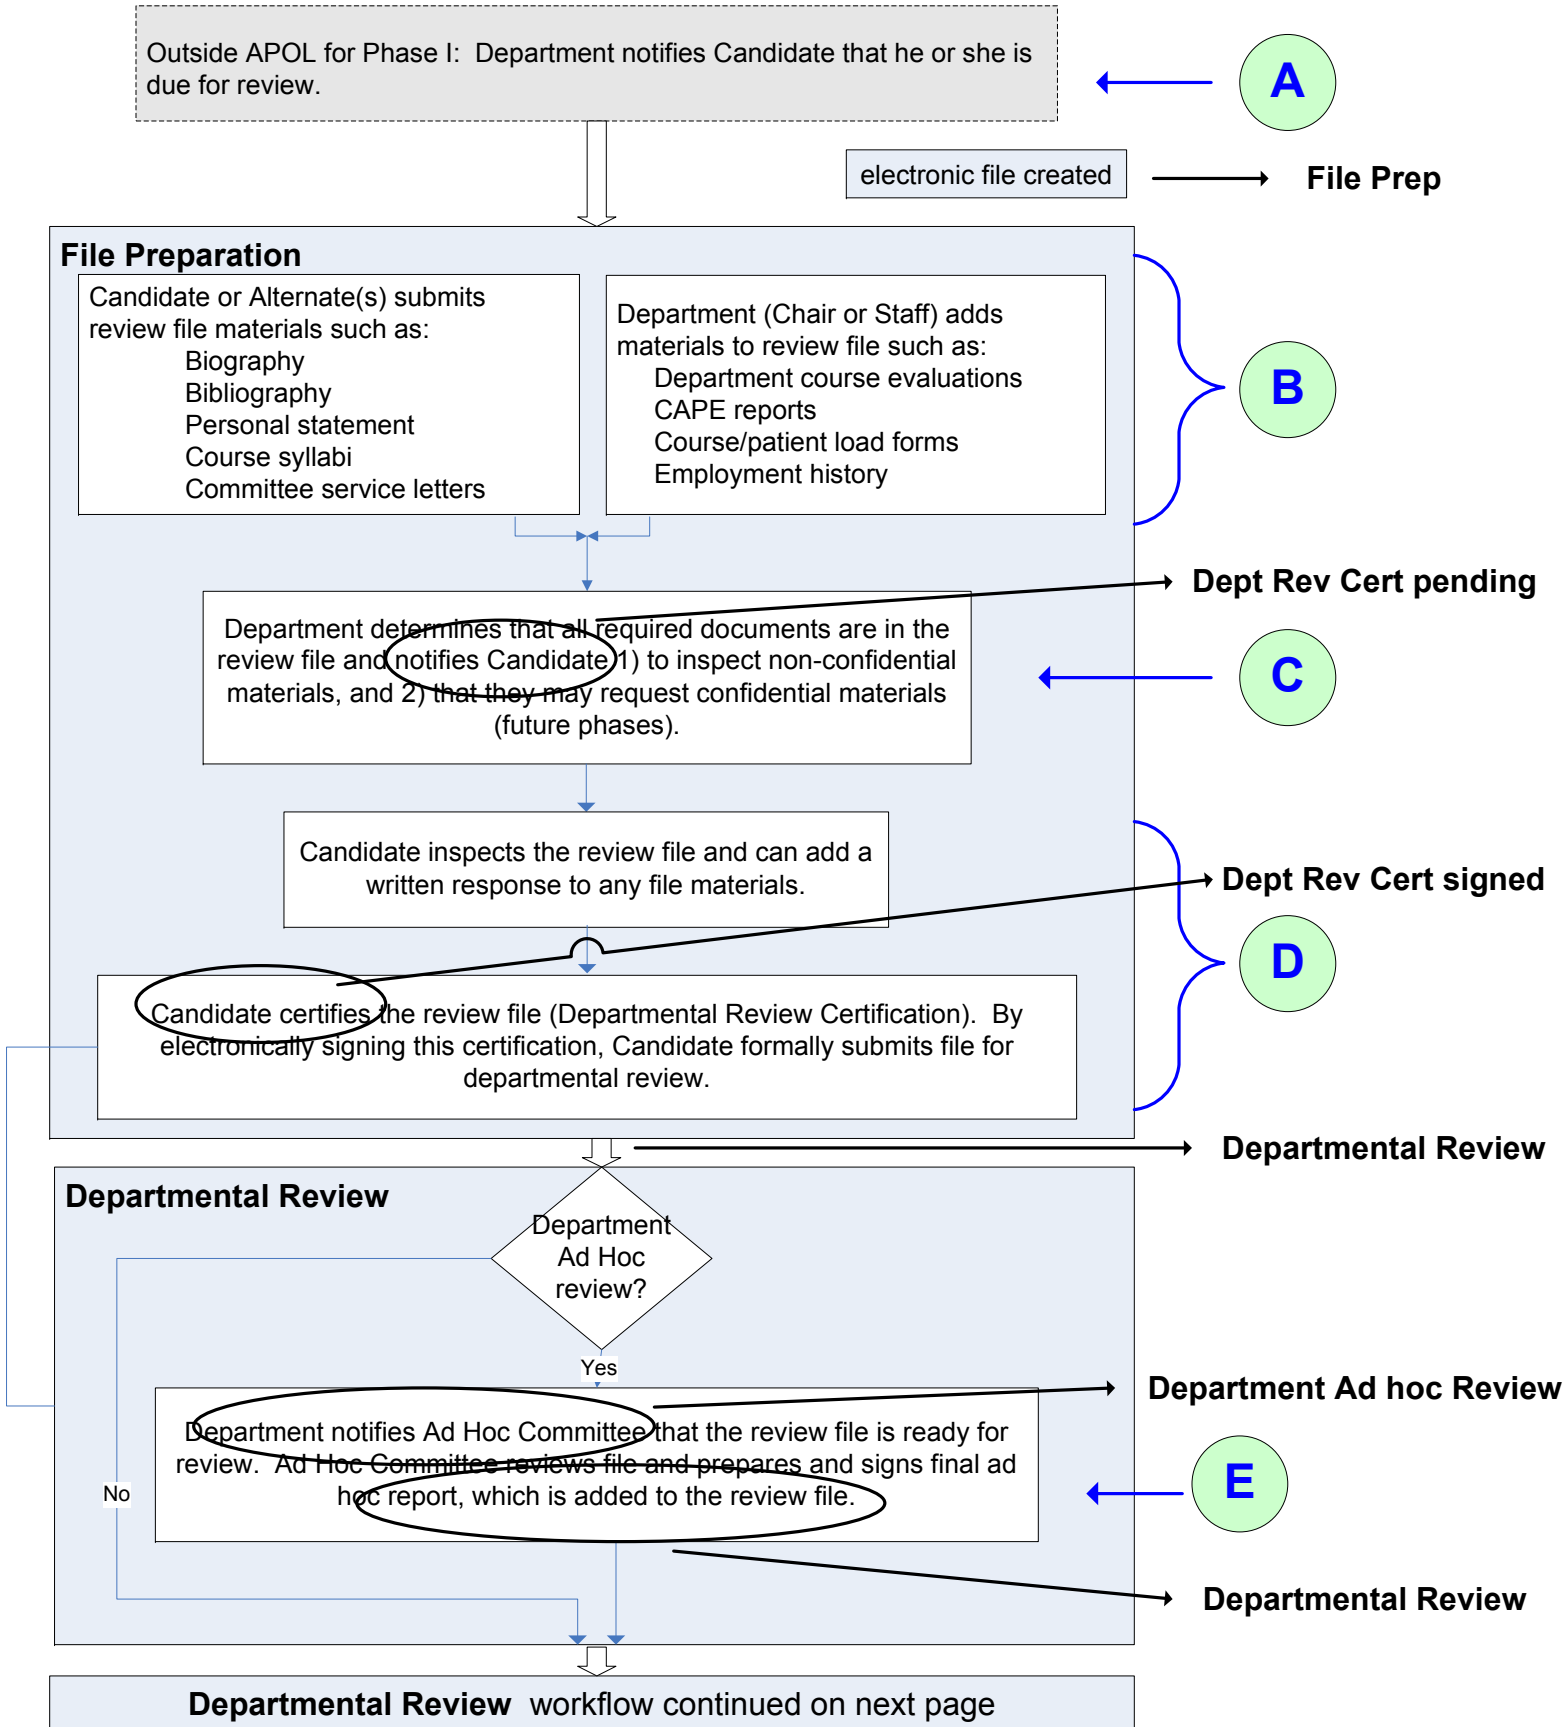 Outside APOL for Phase I:  Department notifies Candidate that he or she is
due for review.
A
electronic file created
File Prep
File Preparation
Candidate or Alternate(s) submits
review file materials such as:
Biography
Bibliography
Personal statement
Course syllabi
Committee service letters
Department (Chair or Staff) adds
materials to review file such as:
Department course evaluations
CAPE reports
Course/patient load forms
Employment history
B
Dept Rev Cert pending
Department determines that all required documents are in the
review file and notifies Candidate 1) to inspect non-confidential
materials, and 2) that they may request confidential materials
(future phases).
C
Candidate inspects the review file and can add a
written response to any file materials.
Dept Rev Cert signed
D
Candidate certifies the review file (Departmental Review Certification).  By
electronically signing this certification, Candidate formally submits file for
departmental review.
Departmental Review
Departmental Review
Department
Ad Hoc
review?
Yes
Department Ad hoc Review
Department notifies Ad Hoc Committee that the review file is ready for
review.  Ad Hoc Committee reviews file and prepares and signs final ad
hoc report, which is added to the review file.
No
E
Departmental Review
Departmental Review  workflow continued on next page